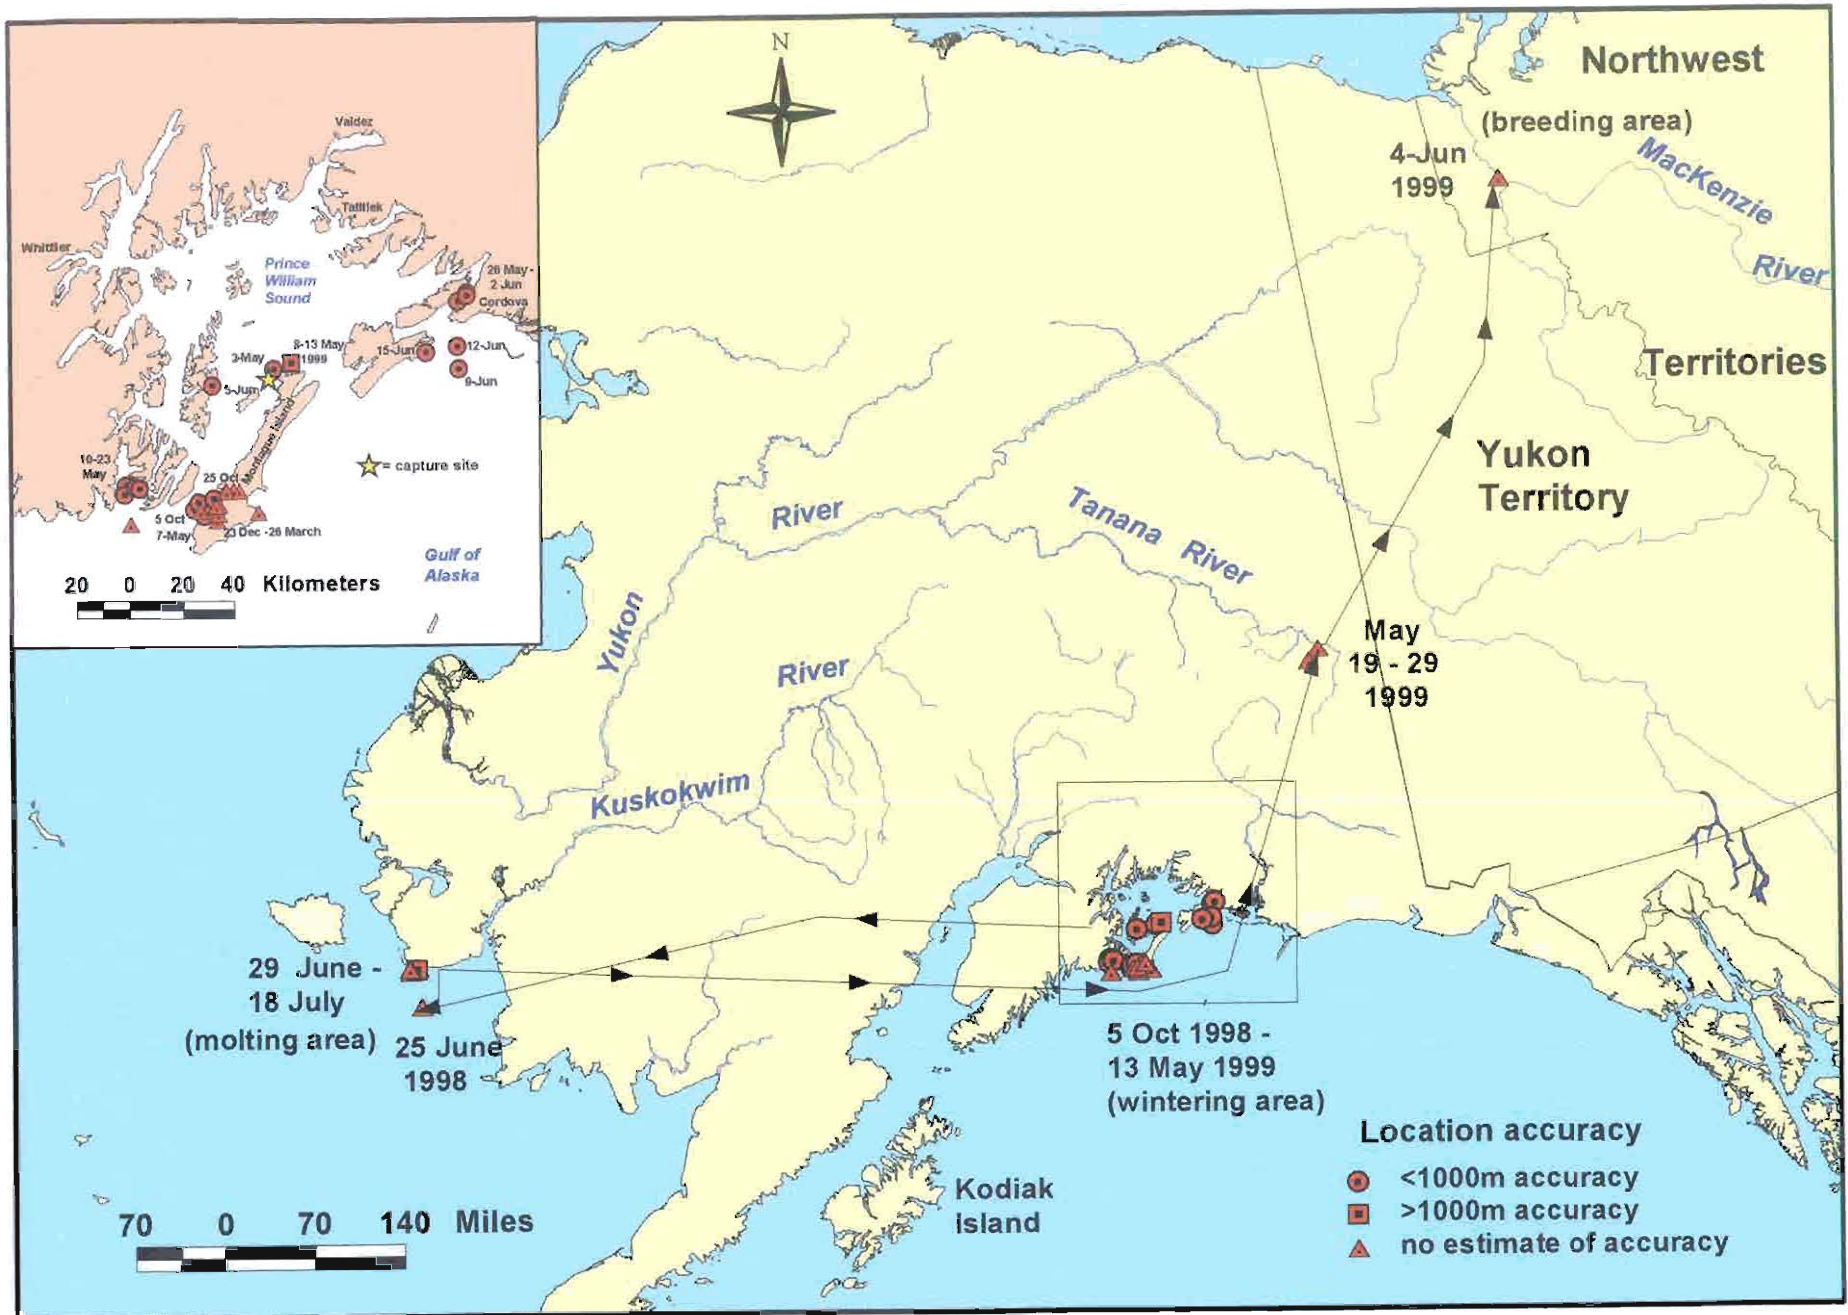 Valdez
Tatitlek
Whittier
Prince
William
Sound
26 May -
2 Jun
Cordova
3-May
8-13 May
1999
15-Jun
12-Jun
9-Jun
5-Jun
Montague Island
= capture site
10-23
May
25 Oct
5 Oct
7-May
23 Dec -26 March
Gulf of
Alaska
20 0 20 40 Kilometers
N
Northwest
(breeding area)
4-Jun
1999
MacKenzie
River
Territories
Yukon
Territory
River
Tanana River
Yukon
May
19 - 29
1999
River
Kuskokwim
29 June -
18 July
(molting area)
25 June
1998
5 Oct 1998 -
13 May 1999
(wintering area)
Kodiak
Island
70 0 70 140 Miles
Location accuracy
<1000m accuracy
>1000m accuracy
no estimate of accuracy